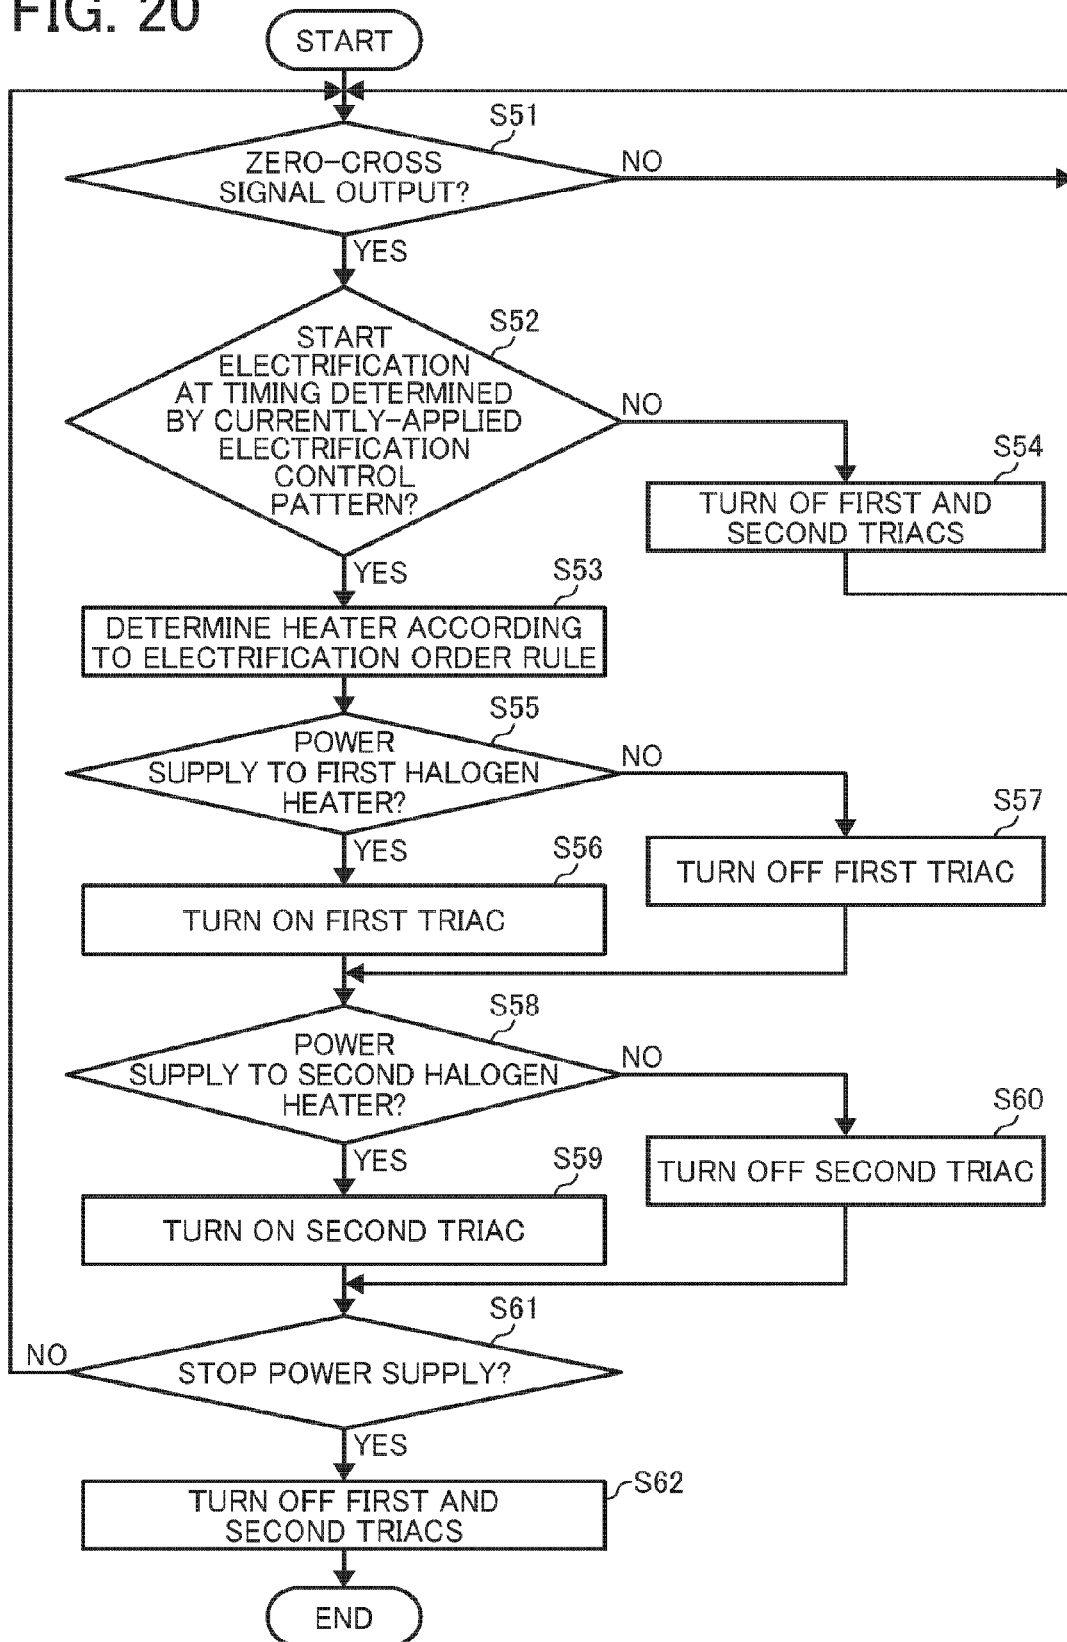 FIG. 20
START
S51
ZERO-CROSS
SIGNAL OUTPUT?
NO
YES
S52
START
ELECTRIFICATION
AT TIMING DETERMINED
BY CURRENTLY-APPLIED
ELECTRIFICATION
CONTROL
PATTERN?
NO
YES
S54
TURN OF FIRST AND
SECOND TRIACS
S53
DETERMINE HEATER ACCORDING
TO ELECTRIFICATION ORDER RULE
S55
POWER
SUPPLY TO FIRST HALOGEN
HEATER?
NO
YES
S57
TURN OFF FIRST TRIAC
S56
TURN ON FIRST TRIAC
S58
POWER
SUPPLY TO SECOND HALOGEN
HEATER?
NO
YES
S60
TURN OFF SECOND TRIAC
S59
TURN ON SECOND TRIAC
S61
STOP POWER SUPPLY?
NO
YES
S62
TURN OFF FIRST AND
SECOND TRIACS
END